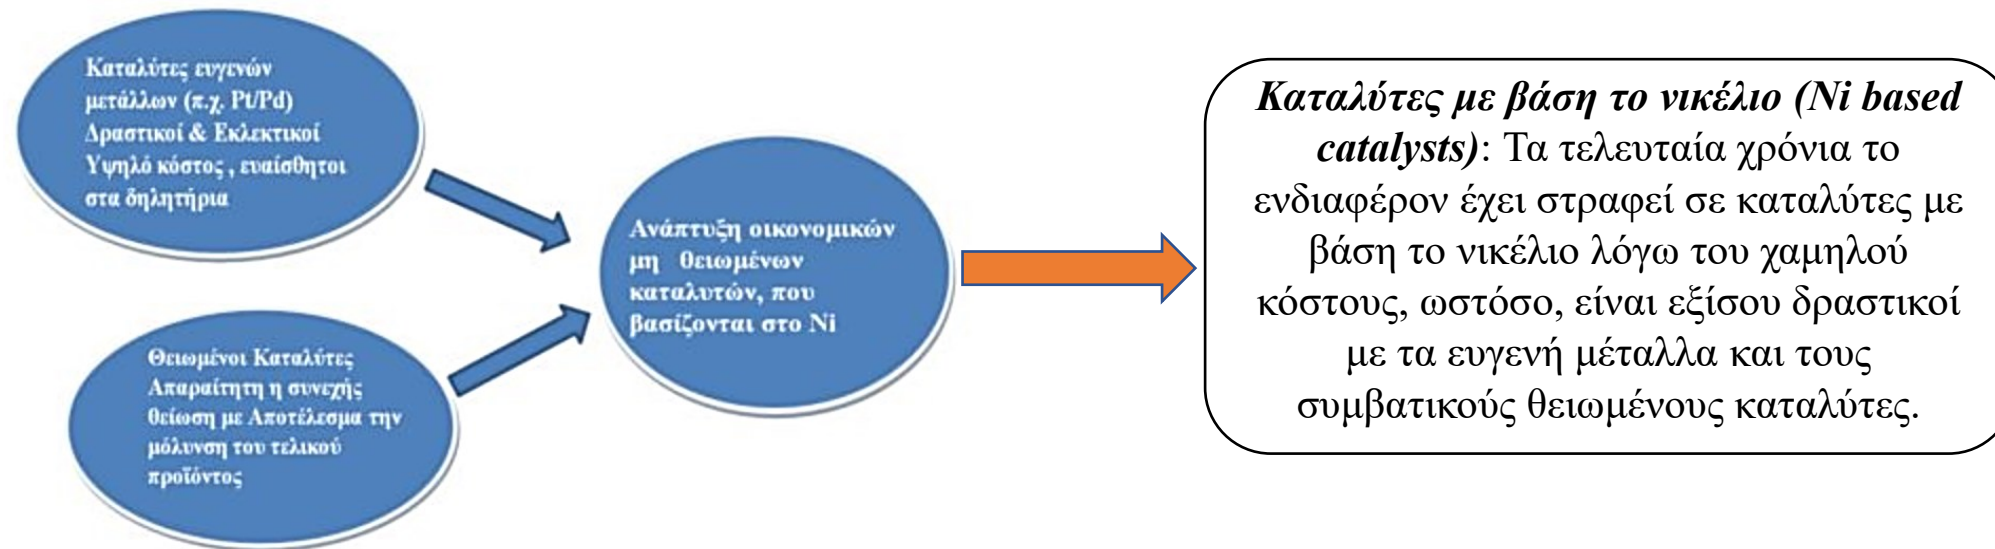 Καταλύτες ευγενών
μετάλλων (π.χ. Pt/Pd)
Δραστικοί & Εκλεκτικοί
Υψηλό κόστος , ευαίσθητοι
στα δηλητήρια
Θειωμένοι Καταλύτες
Απαραίτητη η συνεχής
θείωση με Αποτέλεσμα την
μόλυνση του τελικού
προϊόντος
Ανάπτυξη οικονομικών
μη θειωμένων
καταλυτών, που
βασίζονται στο Ni
Καταλύτες με βάση το νικέλιο (Ni based
catalysts): Τα τελευταία χρόνια το
ενδιαφέρον έχει στραφεί σε καταλύτες με
βάση το νικέλιο λόγω του χαμηλού
κόστους, ωστόσο, είναι εξίσου δραστικοί
με τα ευγενή μέταλλα και τους
συμβατικούς θειωμένους καταλύτες.